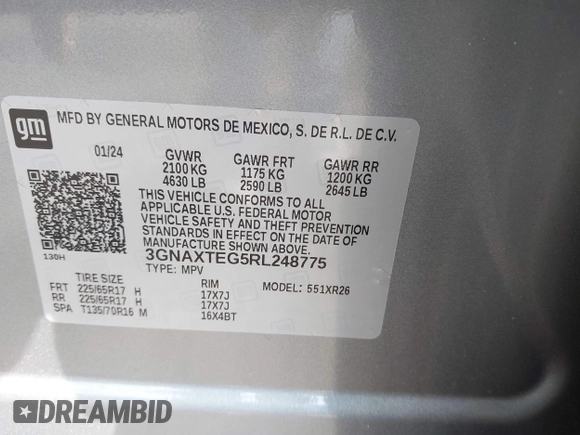 gm
MFD BY GENERAL MOTORS DE MEXICO, S. DE R.L. DE C.V.
01/24 GVWR GAWR FRT GAWR RR
2100 KG 1175 KG 1200 KG
4630 LB 2590 LB 2645 LB
THIS VEHICLE CONFORMS TO ALL
APPLICABLE U.S. FEDERAL MOTOR
VEHICLE SAFETY AND THEFT PREVENTION
STANDARDS IN EFFECT ON THE DATE OF
MANUFACTURE SHOWN ABOVE.
130H 3GNAXTEG5RL248775
TYPE: MPV
TIRE SIZE RIM MODEL: 551XR26
FRT 225/65R17 H 17X7J
RR 225/65R17 H 17X7J
SPA T135/70R16 M 16X4BT
DREAMBID